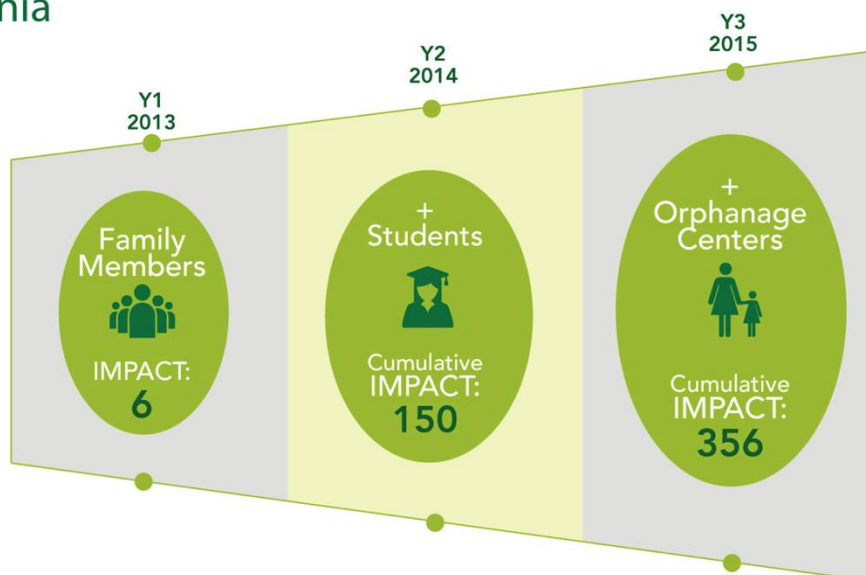 Y1
2013
Family
Members
IMPACT:
6
Y2
2014
+
Students
Cumulative
IMPACT:
150
Y3
2015
+
Orphanage
Centers
Cumulative
IMPACT:
356